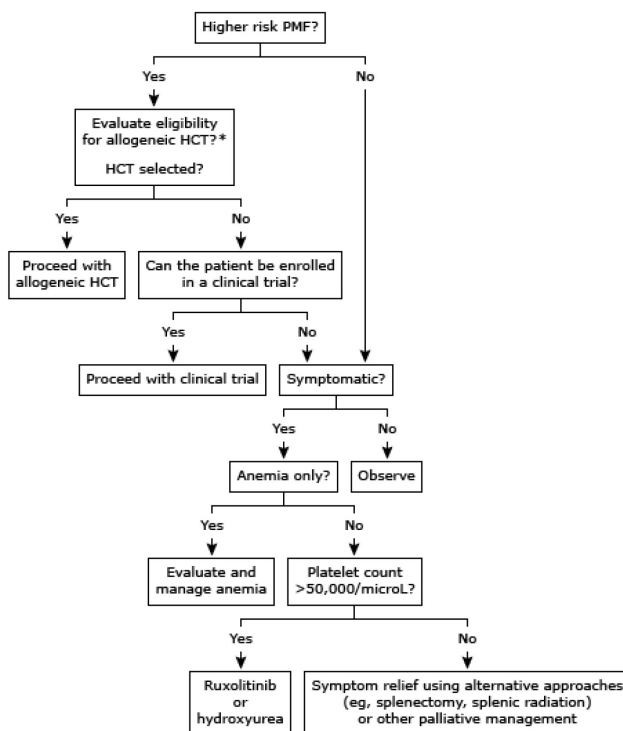 Higher risk PMF?
Yes
No
Evaluate eligibility
for allogeneic HCT?*
HCT selected?
Yes
No
Proceed with
allogeneic HCT
Can the patient be enrolled
in a clinical trial?
Yes
No
Proceed with clinical trial
Symptomatic?
Yes
No
Anemia only?
Observe
Yes
No
Evaluate and
manage anemia
Platelet count
>50,000/microL?
Yes
No
Ruxolitinib
or
hydroxyurea
Symptom relief using alternative approaches
(eg, splenectomy, splenic radiation)
or other palliative management